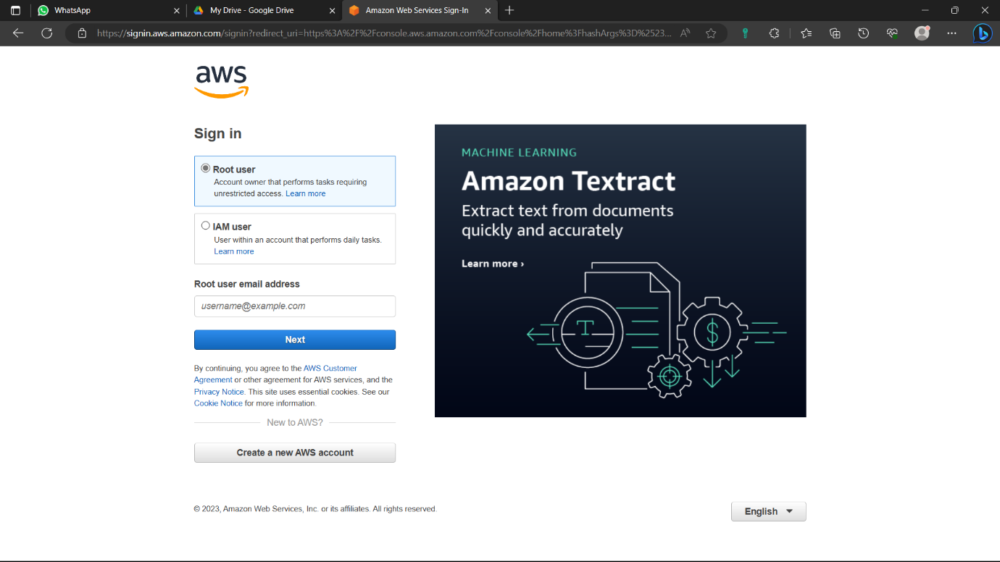 WhatsApp
My Drive - Google Drive
Amazon Web Services Sign-In
https://signin.aws.amazon.com/signin?redirect_uri=https%3A%2F%2Fconsole.aws.amazon.com%2Fconsole%2Fhome%3FhashArgs%3D%2523...
aws
Sign in
Root user
Account owner that performs tasks requiring
unrestricted access. Learn more
IAM user
User within an account that performs daily tasks.
Learn more
Root user email address
username@example.com
Next
By continuing, you agree to the AWS Customer
Agreement or other agreement for AWS services, and the
Privacy Notice. This site uses essential cookies. See our
Cookie Notice for more information.
New to AWS?
Create a new AWS account
MACHINE LEARNING
Amazon Textract
Extract text from documents
quickly and accurately
Learn more ›
T
$
© 2023, Amazon Web Services, Inc. or its affiliates. All rights reserved.
English